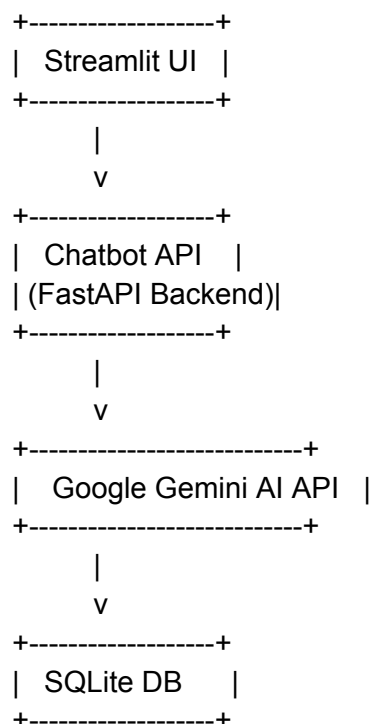 +-------------------+
|   Streamlit UI   |
+-------------------+
|
v
+-------------------+
|   Chatbot API    |
| (FastAPI Backend)|
+-------------------+
|
v
+----------------------------+
|    Google Gemini AI API   |
+----------------------------+
|
v
+-------------------+
|   SQLite DB      |
+-------------------+